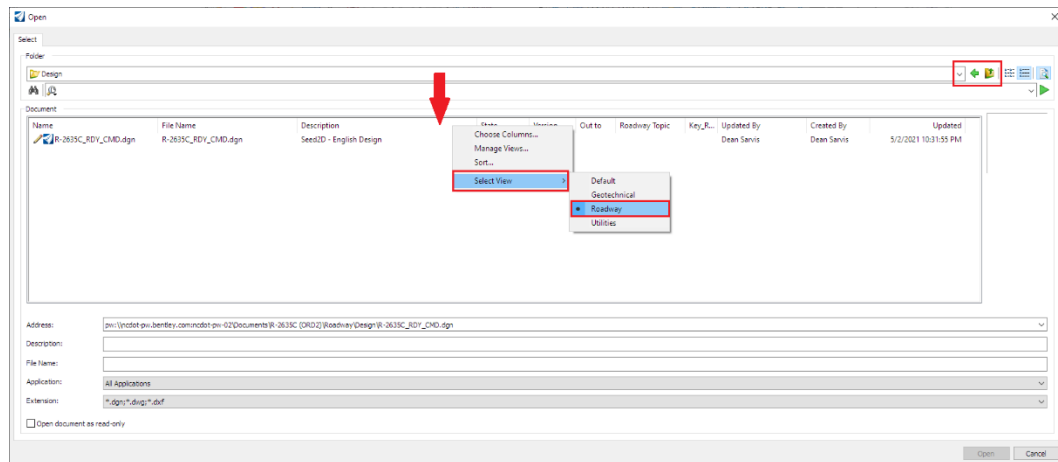 Open
Select
Folder
Design
Document
Name File Name Description State Version Out to Roadway Topic Key_R... Updated By Created By Updated
R-2635C_RDY_CMD.dgn R-2635C_RDY_CMD.dgn Seed2D - English Design Dean Sarvis Dean Sarvis 5/2/2021 10:31:55 PM
Choose Columns...
Manage Views...
Sort...
Select View
Default
Geotechnical
Roadway
Utilities
Address: pw:\\ncdot-pw.bentley.com:ncdot-pw-02\Documents\R-2635C (ORD2)\Roadway\Design\R-2635C_RDY_CMD.dgn
Description:
File Name:
Application: All Applications
Extension: *.dgn;*.dwg;*.dxf
Open document as read-only
Open Cancel